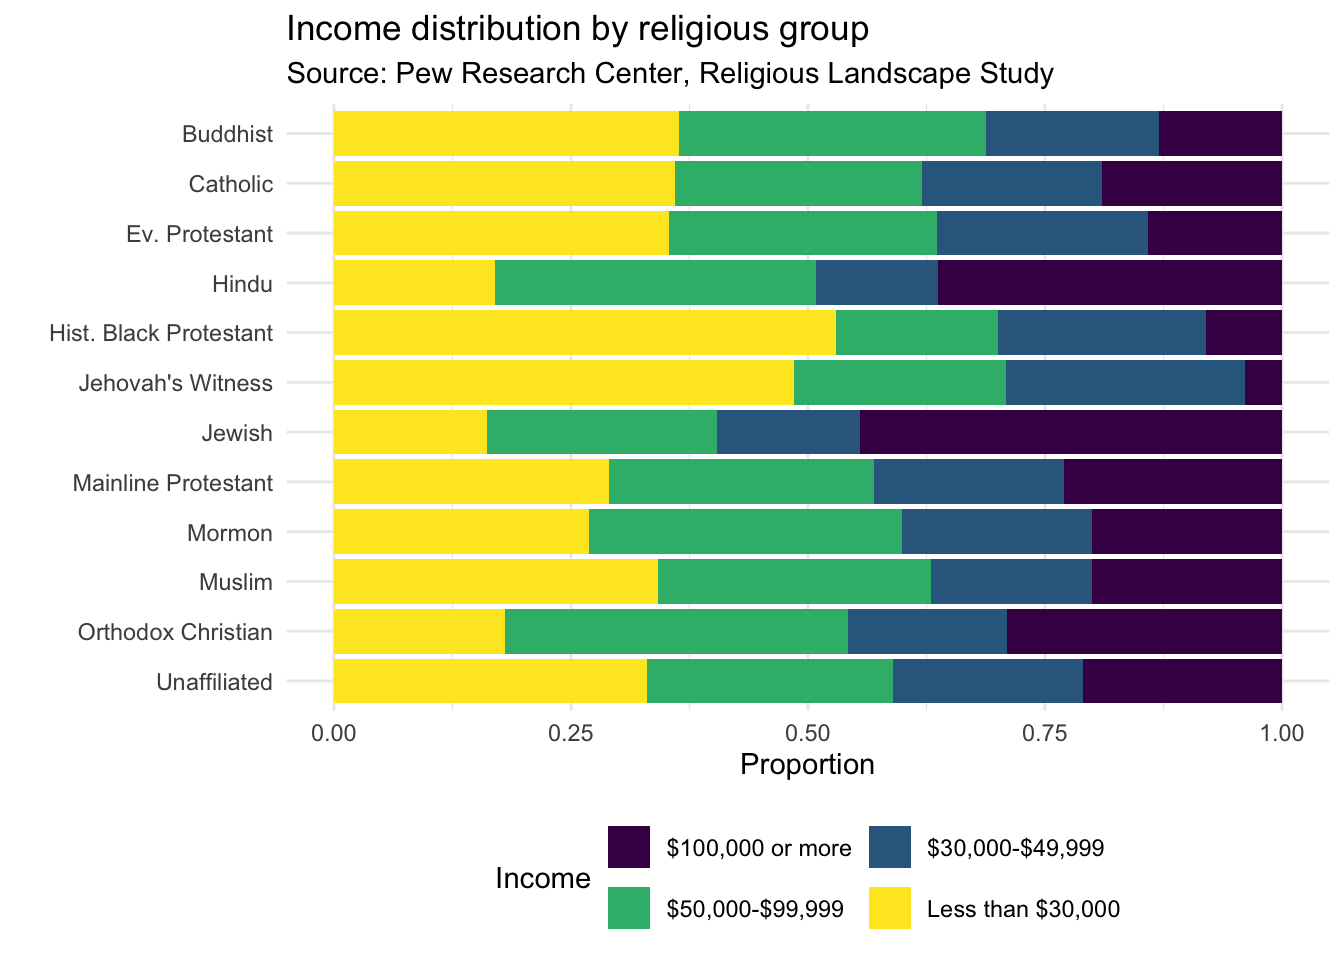 Income distribution by religious group
Source: Pew Research Center, Religious Landscape Study
Buddhist
Catholic
Ev. Protestant
Hindu
Hist. Black Protestant
Jehovah's Witness
Jewish
Mainline Protestant
Mormon
Muslim
Orthodox Christian
Unaffiliated
0.00 0.25 0.50 0.75 1.00
Proportion
Income
$100,000 or more $30,000-$49,999
$50,000-$99,999 Less than $30,000